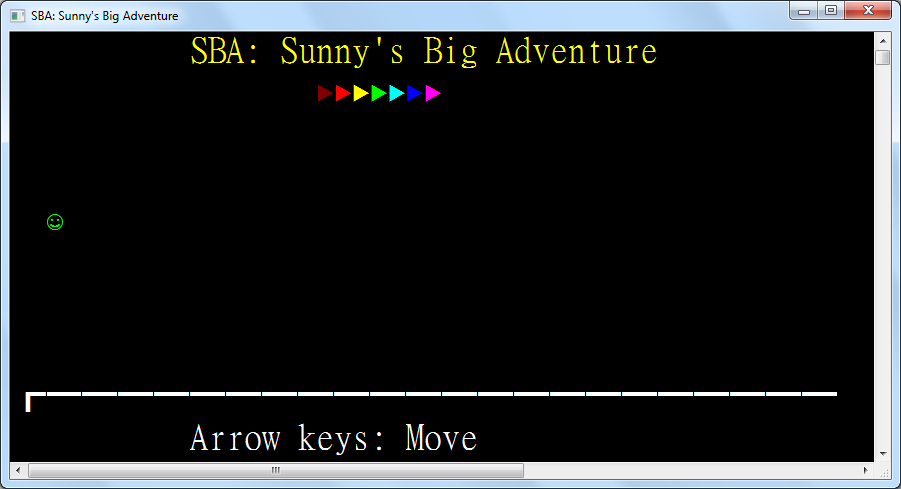 SBA: Sunny's Big Adventure
SBA: Sunny's Big Adventure
Arrow keys: Move